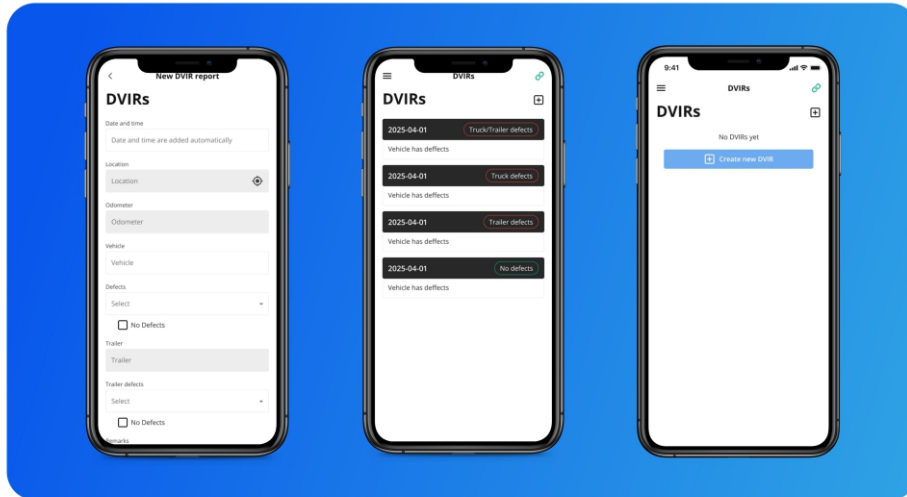 New DVIR report
DVIRs
Date and time
Date and time are added automatically
Location
Location
Odometer
Odometer
Vehicle
Vehicle
Defects
Select
No Defects
Trailer
Trailer
Trailer defects
Select
No Defects
Remarks
DVIRs
DVIRs
2025-04-01 Truck/Trailer defects
Vehicle has deffects
2025-04-01 Truck defects
Vehicle has deffects
2025-04-01 Trailer defects
Vehicle has deffects
2025-04-01 No defects
Vehicle has deffects
9:41
DVIRs
DVIRs
No DVIRs yet
Create new DVIR